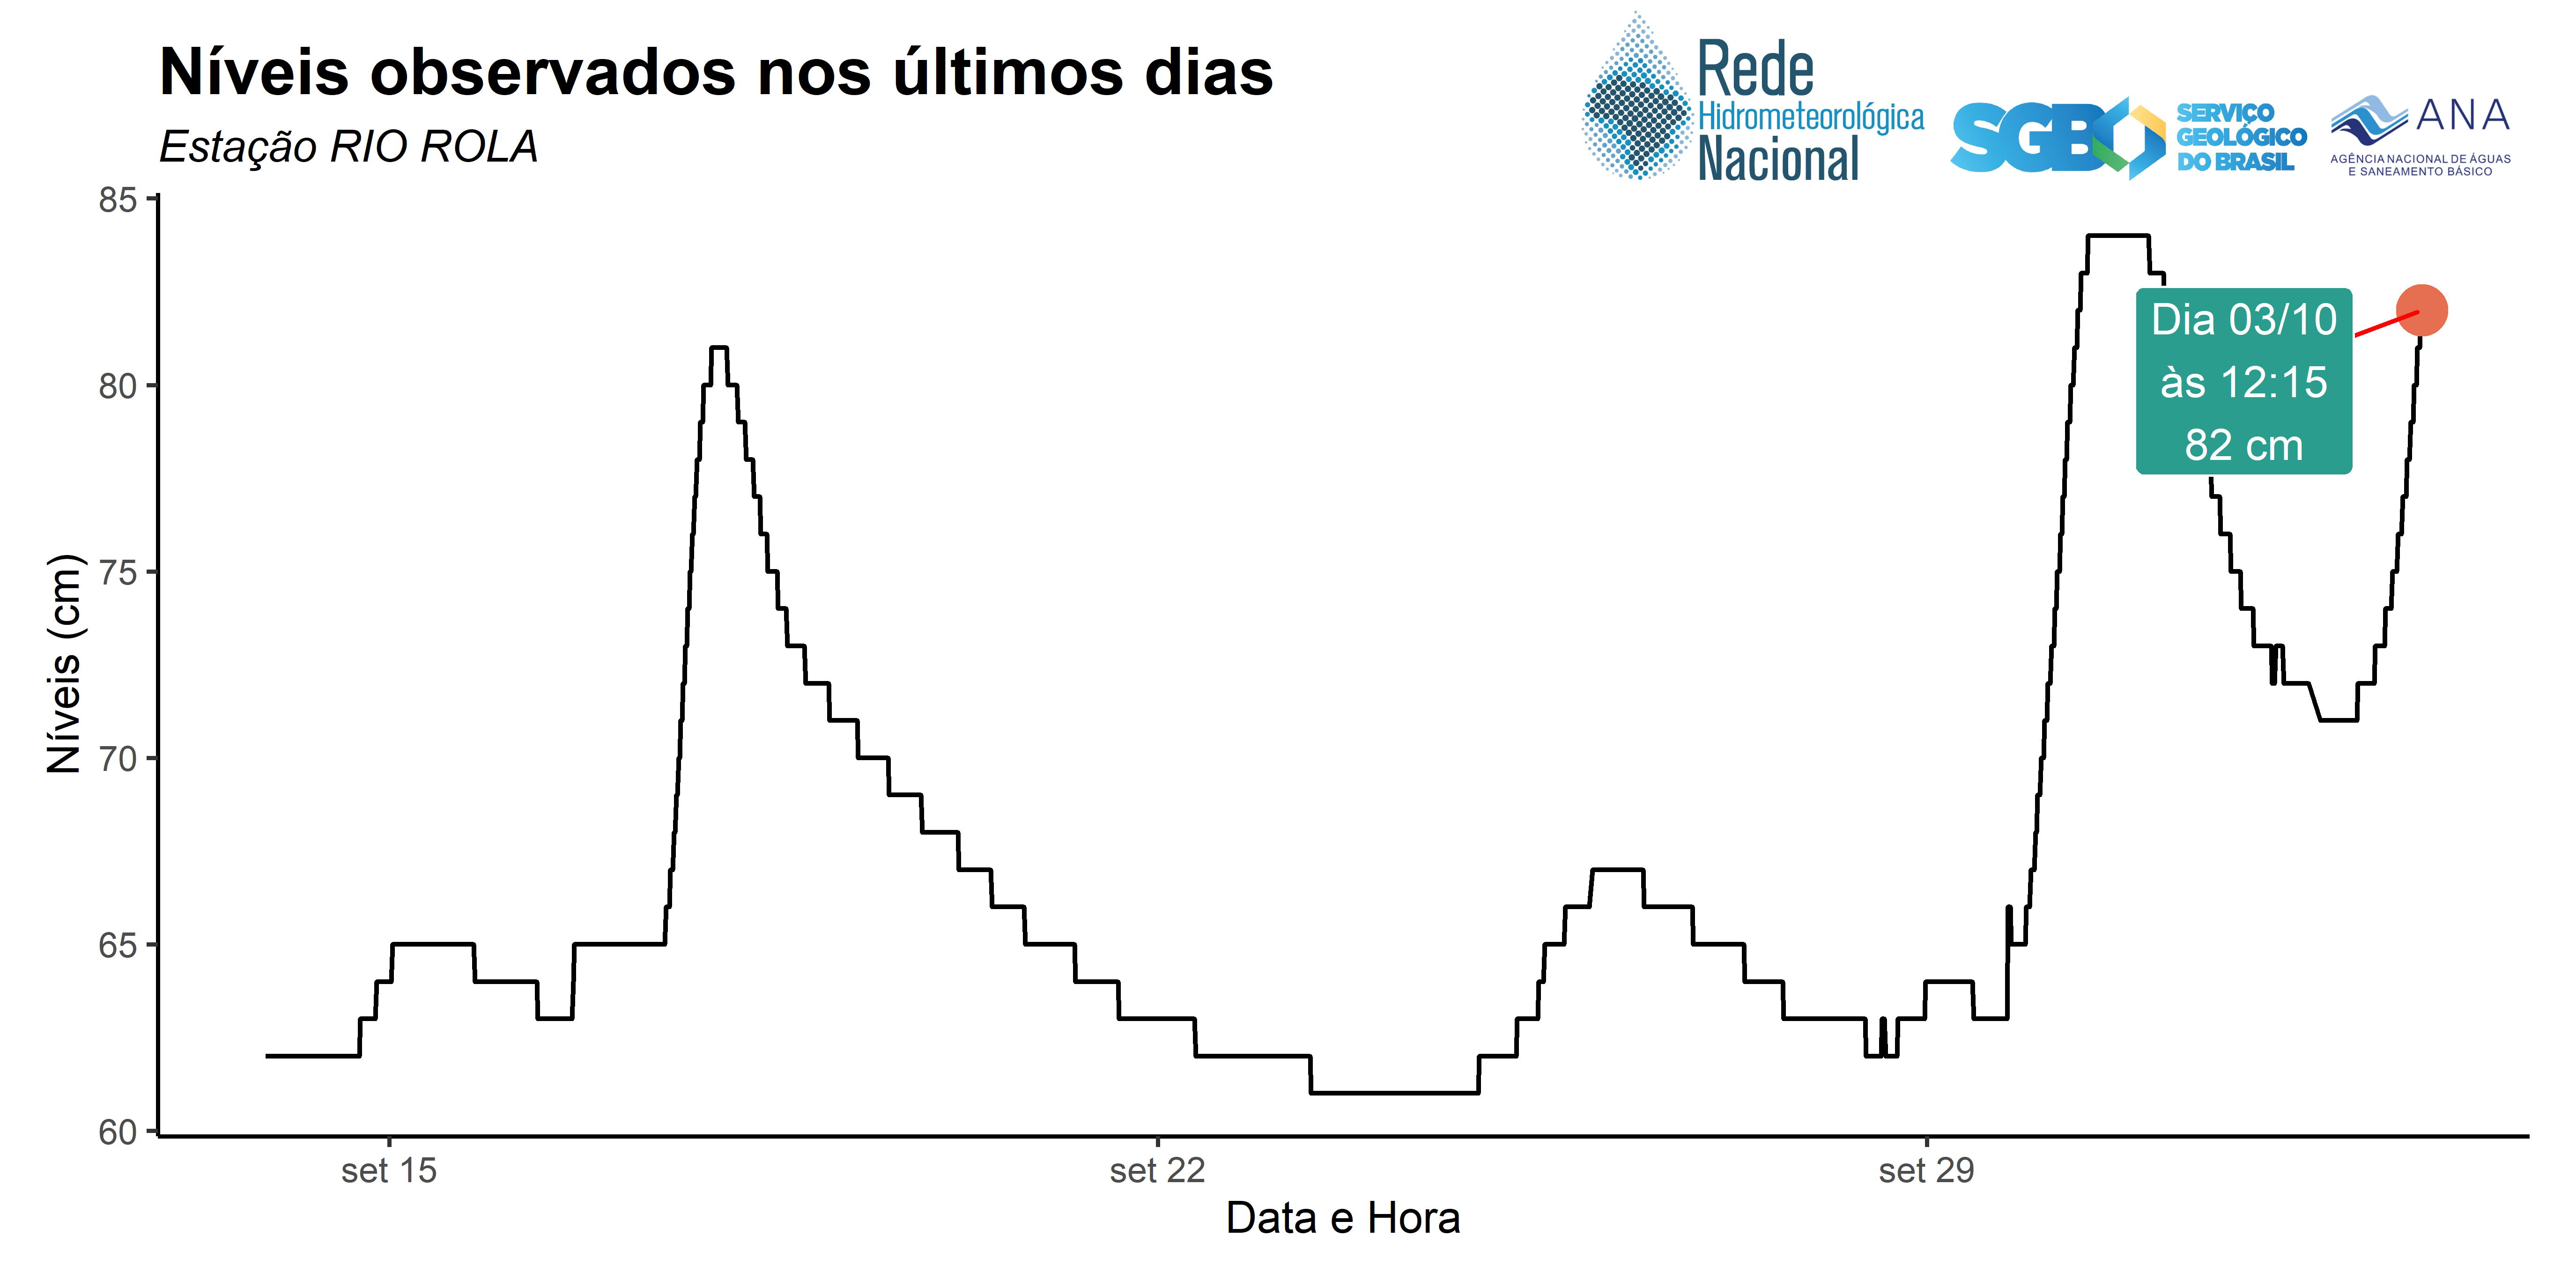 Níveis observados nos últimos dias
Estação RIO ROLA
Rede
Hidrometeorológica
Nacional
SGB
SERVIÇO
GEOLÓGICO
DO BRASIL
ANA
AGÊNCIA NACIONAL DE ÁGUAS
E SANEAMENTO BÁSICO
85
80
75
70
65
60
Níveis (cm)
Dia 03/10
às 12:15
82 cm
set 15
set 22
set 29
Data e Hora